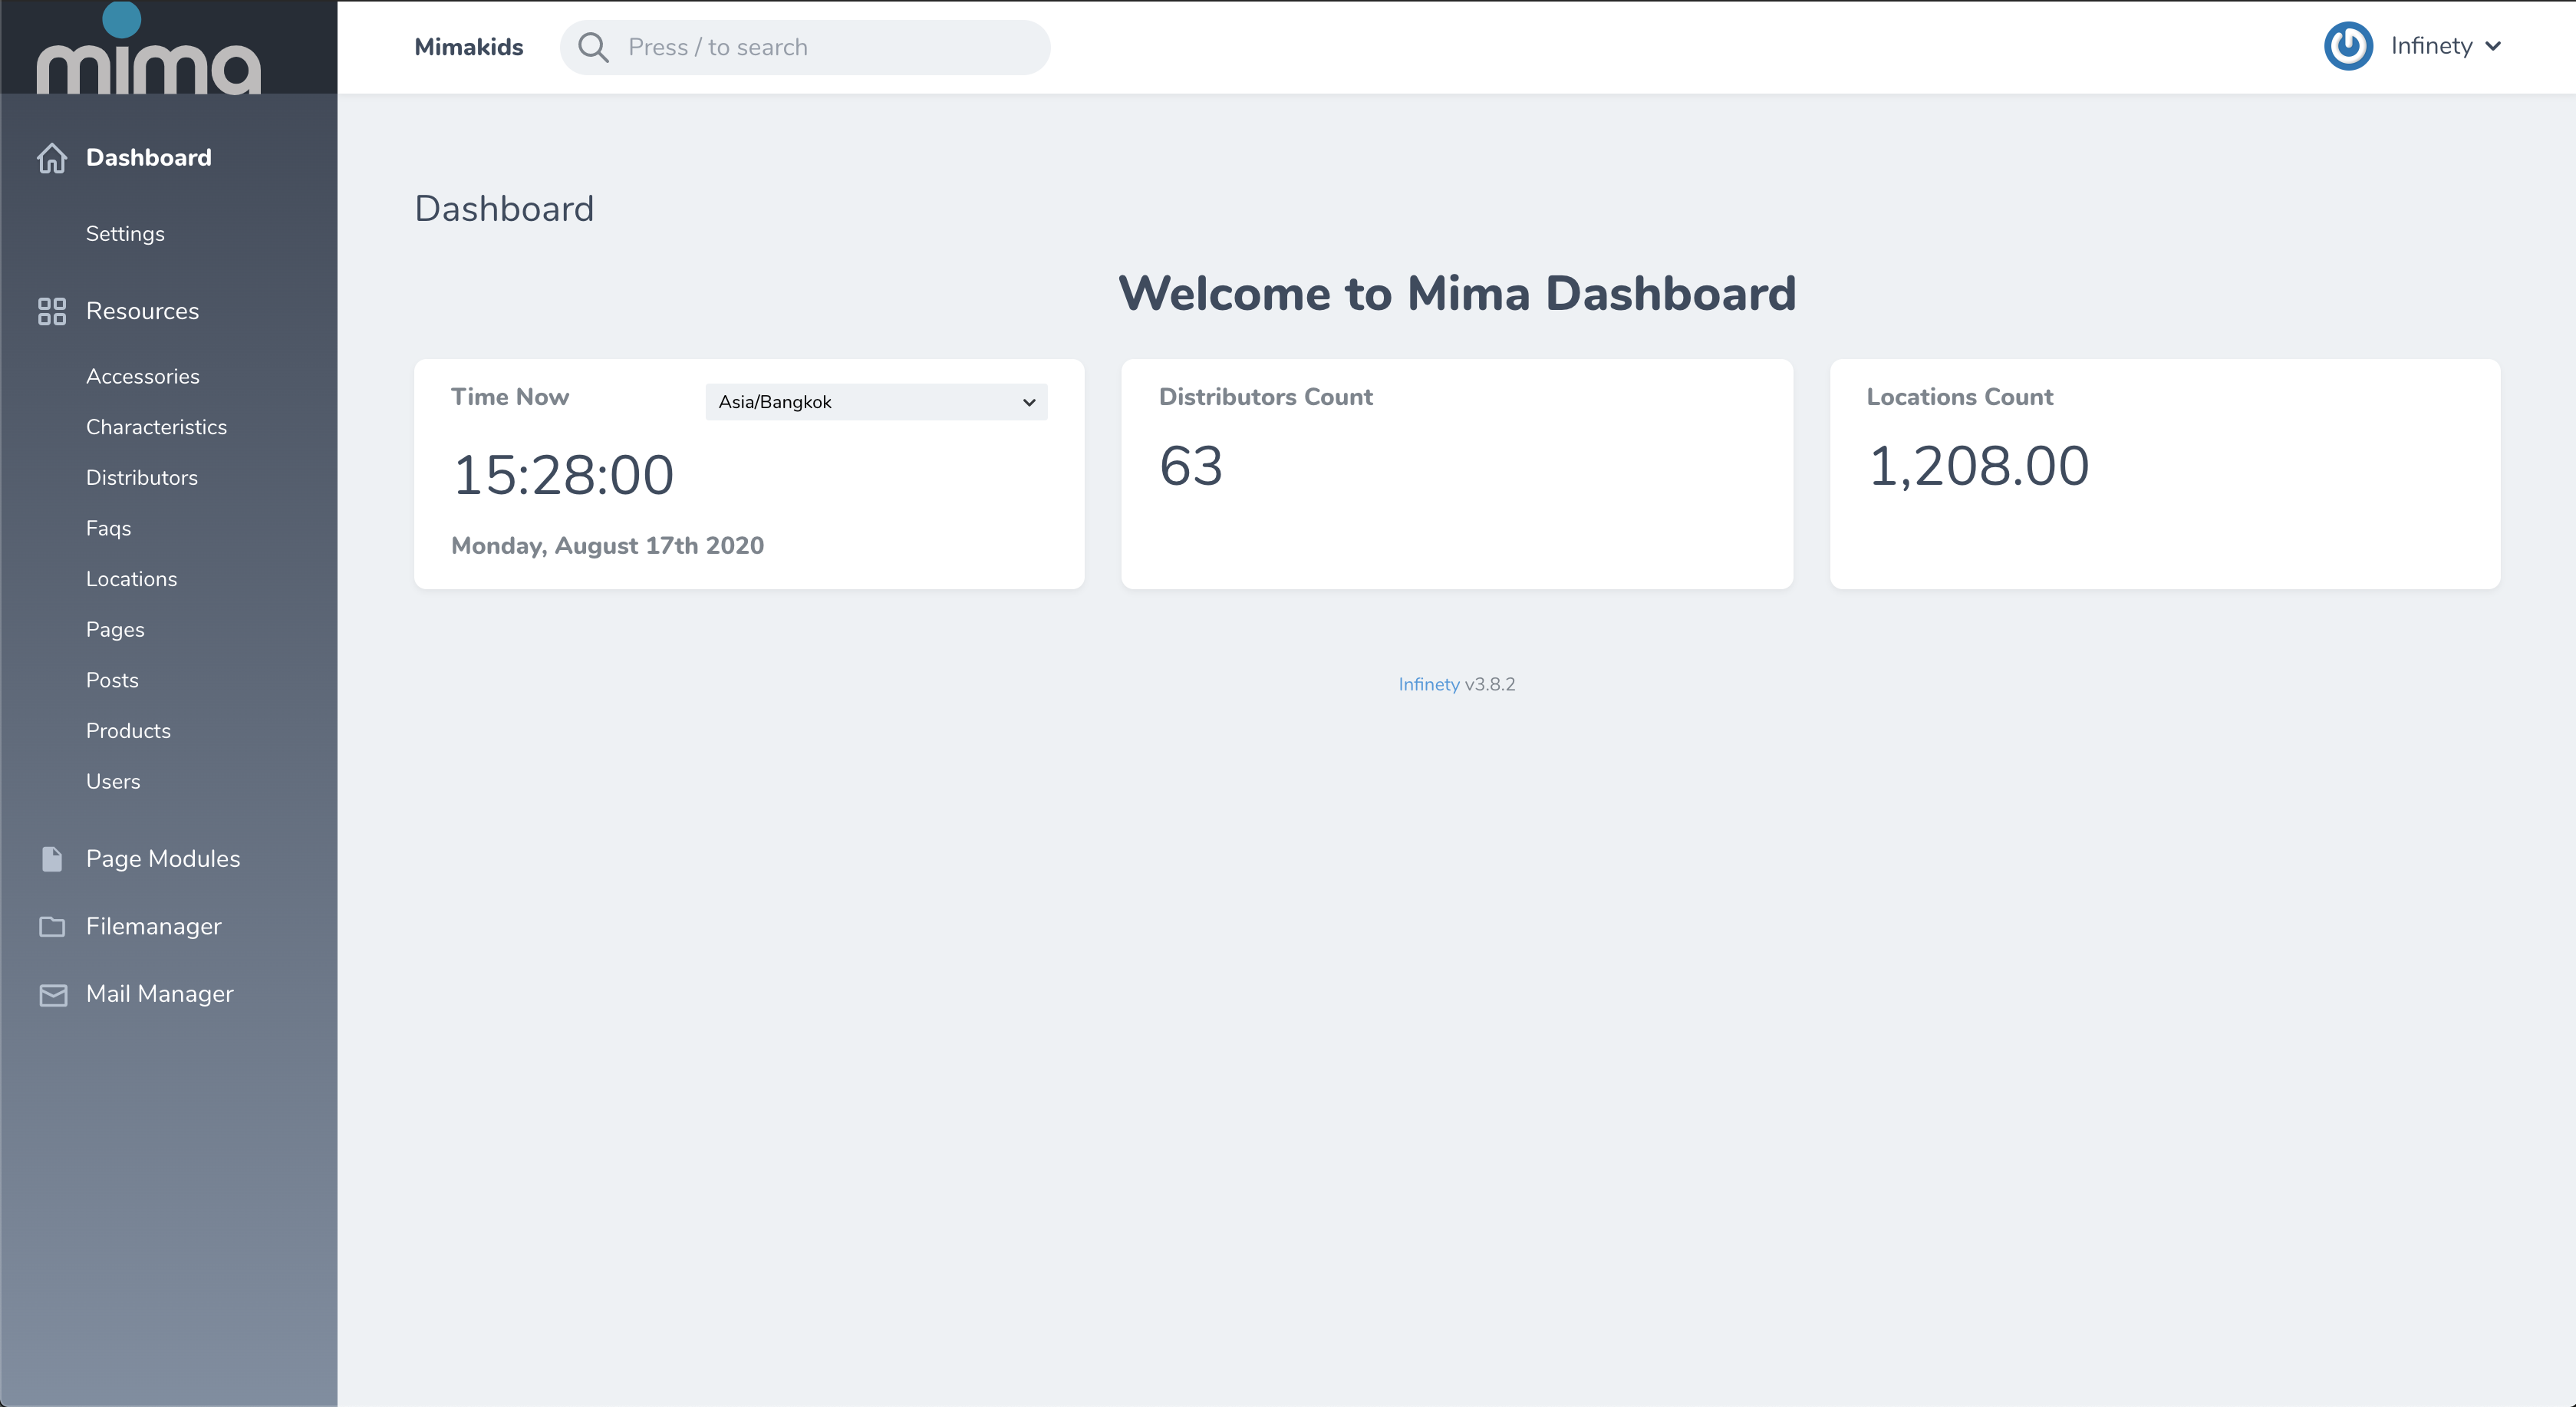 mima
Mimakids
Press / to search
Infinety
Dashboard
Settings
Resources
Accessories
Characteristics
Distributors
Faqs
Locations
Pages
Posts
Products
Users
Page Modules
Filemanager
Mail Manager
Dashboard
Welcome to Mima Dashboard
Time Now
Asia/Bangkok
15:28:00
Monday, August 17th 2020
Distributors Count
63
Locations Count
1,208.00
Infinety v3.8.2